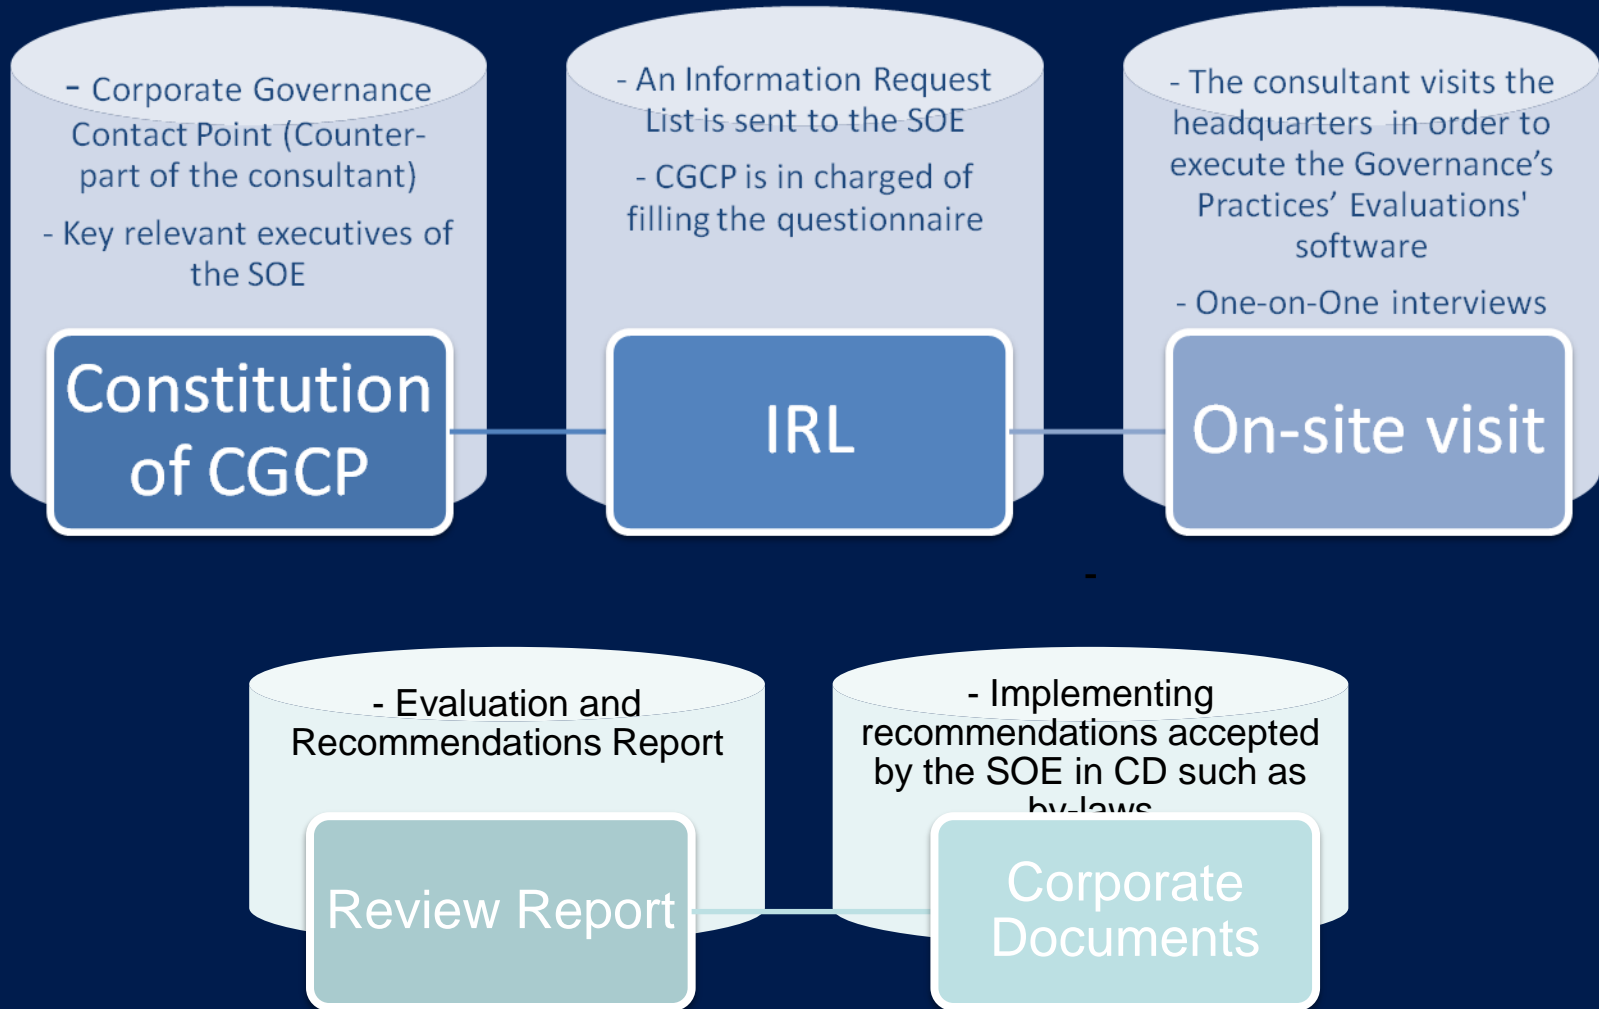 - Corporate Governance
Contact Point (Counter-
part of the consultant)
- Key relevant executives of
the SOE
Constitution
of CGCP
- An Information Request
List is sent to the SOE
- CGCP is in charged of
filling the questionnaire
IRL
- The consultant visits the
headquarters in order to
execute the Governance’s
Practices’ Evaluations'
software
- One-on-One interviews
On-site visit
-
- Evaluation and
Recommendations Report
Review Report
- Implementing
recommendations accepted
by the SOE in CD such as
by-laws
Corporate
Documents